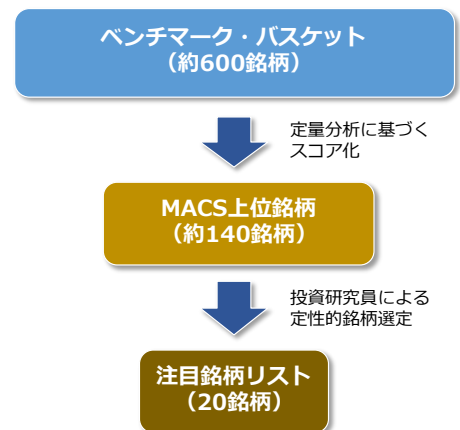 ベンチマーク・バスケット
（約600銘柄）
定量分析に基づく
スコア化
MACS上位銘柄
（約140銘柄）
投資研究員による
定性的銘柄選定
注目銘柄リスト
（20銘柄）